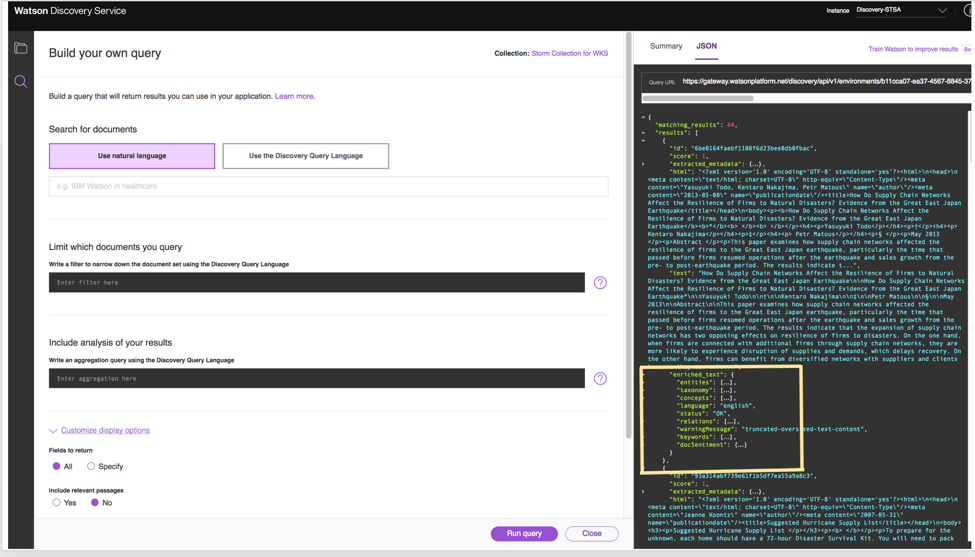 Watson Discovery Service
Instance Discovery-STSA
Build your own query
Collection: Storm Collection for WKS
Build a query that will return results you can use in your application. Learn more.
Search for documents
Use natural language
Use the Discovery Query Language
e.g. IBM Watson in healthcare
Limit which documents you query
Write a filter to narrow down the document set using the Discovery Query Language
Enter filter here
?
Include analysis of your results
Write an aggregation query using the Discovery Query Language
Enter aggregation here
?
Customize display options
Fields to return
All Specify
Include relevant passages
Yes No
Run query
Close
Summary JSON
Train Watson to improve results
Query URL https://gateway.watsonplatform.net/discovery/api/v1/environments/b11cca07-ea37-4567-8845-37
{
"matching_results": 44,
"results": [
{
"id": "6be0164faebf1108f6d23bee8db0fbac",
"score": 1,
"extracted_metadata": {…},
"html": "<?xml version='1.0' encoding='UTF-8' standalone='yes'?><html>\n<head>\n
<meta content=\"text/html; charset=UTF-8\" http-equiv=\"Content-Type\"/><meta
content=\"Yasuyuki Todo, Kentaro Nakajima, Petr Matous\" name=\"author\"/><meta
content=\"2013-05-08\" name=\"publicationdate\"/><title>How Do Supply Chain Networks
Affect the Resilience of Firms to Natural Disasters? Evidence from the Great East Japan
Earthquake</title></head>\n<body><p><b>How Do Supply Chain Networks Affect the
Resilience of Firms to Natural Disasters? Evidence from the Great East Japan
Earthquake</b><b>*</b><b> </b><b> </b></p><h4><p>Yasuyuki Todo</p></h4><p>†</p><h4><p>
Kentaro Nakajima</p></h4><p>‡</p><h4><p> Petr Matous</p></h4><p>§ </p><p>May 2013
</p><p>Abstract </p><p>This paper examines how supply chain networks affected the
resilience of firms to the Great East Japan earthquake, particularly the time that
passed before firms resumed operations after the earthquake and sales growth from the
pre- to post-earthquake period. The results indicate t...",
"text": "How Do Supply Chain Networks Affect the Resilience of Firms to Natural
Disasters? Evidence from the Great East Japan Earthquake\n\nHow Do Supply Chain Networks
Affect the Resilience of Firms to Natural Disasters? Evidence from the Great East Japan
Earthquake*\n\nYasuyuki Todo\n\n†\n\nKentaro Nakajima\n\n‡\n\nPetr Matous\n\n§\n\nMay
2013\n\nAbstract\n\nThis paper examines how supply chain networks affected the
resilience of firms to the Great East Japan earthquake, particularly the time that
passed before firms resumed operations after the earthquake and sales growth from the
pre- to post-earthquake period. The results indicate that the expansion of supply chain
networks has two opposing effects on resilience of firms to disasters. On the one hand,
when firms are connected with additional firms through supply chain networks, they are
more likely to experience disruption of supplies and demands, which delays recovery. On
the other hand, firms can benefit from diversified networks with suppliers and clients
"enriched_text": {
"entities": […],
"taxonomy": […],
"concepts": […],
"language": "english",
"status": "OK",
"relations": […],
"warningMessage": "truncated-oversized-text-content",
"keywords": […],
"docSentiment": {…}
}
},
{
"id": "93a314abf739e61f1b5df7ea55a9a8c3",
"score": 1,
"extracted_metadata": {…},
"html": "<?xml version='1.0' encoding='UTF-8' standalone='yes'?><html>\n<head>\n
<meta content=\"text/html; charset=UTF-8\" http-equiv=\"Content-Type\"/><meta
content=\"Jeanne Koontz\" name=\"author\"/><meta content=\"2007-05-31\"
name=\"publicationdate\"/><title>Suggested Hurricane Supply List</title></head>\n<body>
<h3><p>Suggested Hurricane Supply List </p></h3><p><b> </b></p><p>To prepare for the
unknown, each home should have a 72-hour Disaster Survival Kit. You will need to pack